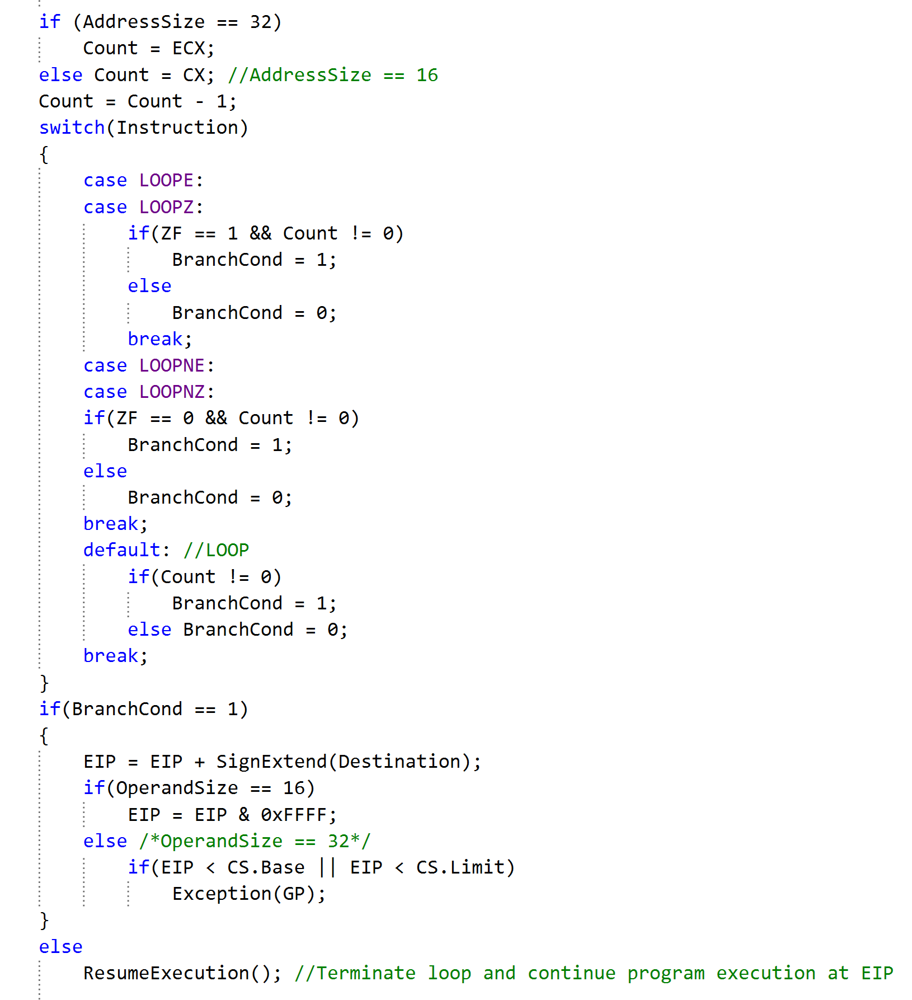 if (AddressSize == 32)
    Count = ECX;
else Count = CX; //AddressSize == 16
Count = Count - 1;
switch(Instruction)
{
    case LOOPE:
    case LOOPZ:
        if(ZF == 1 && Count != 0)
            BranchCond = 1;
        else
            BranchCond = 0;
        break;
    case LOOPNE:
    case LOOPNZ:
    if(ZF == 0 && Count != 0)
        BranchCond = 1;
    else
        BranchCond = 0;
    break;
    default: //LOOP
        if(Count != 0)
            BranchCond = 1;
        else BranchCond = 0;
    break;
}
if(BranchCond == 1)
{
    EIP = EIP + SignExtend(Destination);
    if(OperandSize == 16)
        EIP = EIP & 0xFFFF;
    else /*OperandSize == 32*/
        if(EIP < CS.Base || EIP < CS.Limit)
            Exception(GP);
}
else
    ResumeExecution(); //Terminate loop and continue program execution at EIP